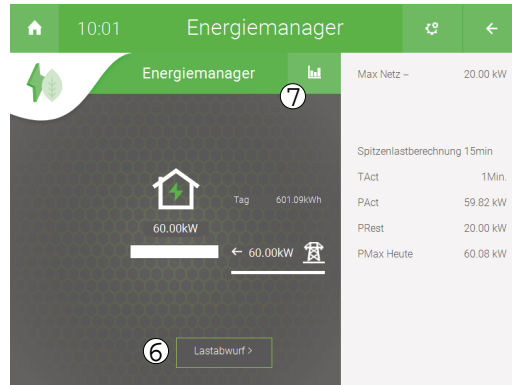 10:01 Energiemanager
Energiemanager
7
Max Netz – 20.00 kW
Spitzenlastberechnung 15min
TAct 1Min.
Tag 601.09kWh
PAct 59.82 kW
60.00kW
PRest 20.00 kW
← 60.00kW
PMax Heute 60.08 kW
6 Lastabwurf >